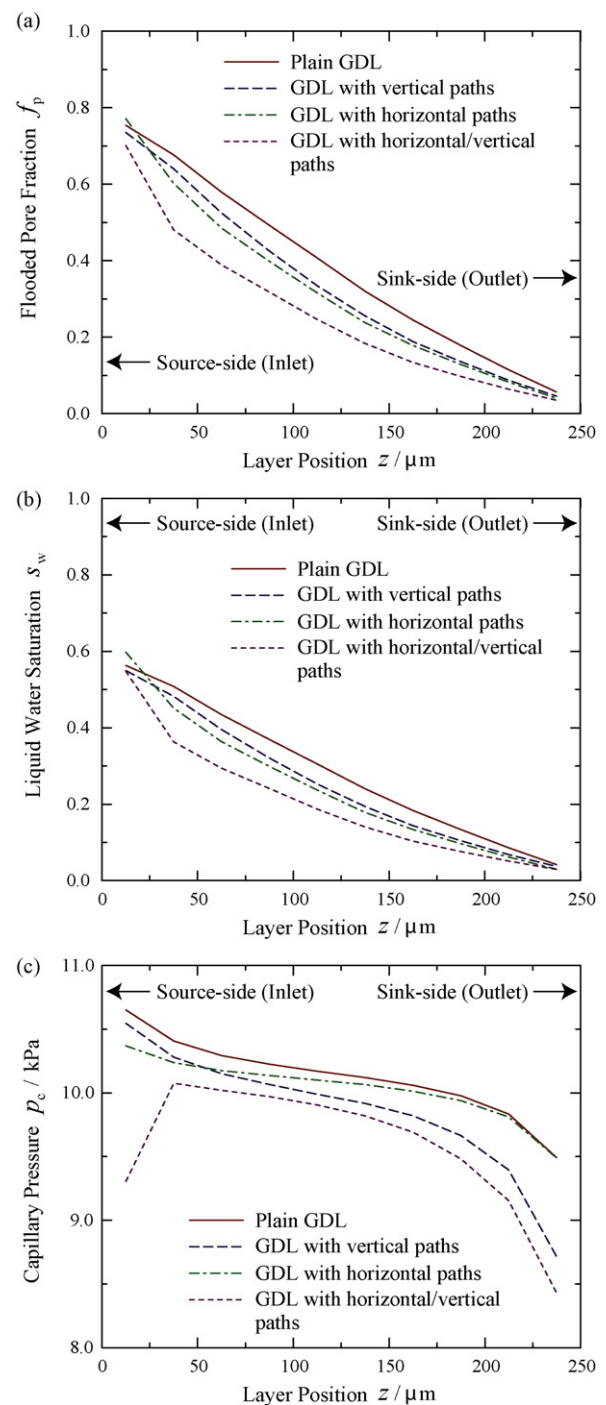 (a)
1.0
0.8
0.6
0.4
0.2
0.0
Flooded Pore Fraction f_p
Plain GDL
GDL with vertical paths
GDL with horizontal paths
GDL with horizontal/vertical
paths
Sink-side (Outlet)
Source-side (Inlet)
0 50 100 150 200 250
Layer Position z / μm
(b)
1.0
0.8
0.6
0.4
0.2
0.0
Liquid Water Saturation s_w
Source-side (Inlet) Sink-side (Outlet)
Plain GDL
GDL with vertical paths
GDL with horizontal paths
GDL with horizontal/vertical
paths
0 50 100 150 200 250
Layer Position z / μm
(c)
11.0
10.0
9.0
8.0
Capillary Pressure p_c / kPa
Source-side (Inlet) Sink-side (Outlet)
Plain GDL
GDL with vertical paths
GDL with horizontal paths
GDL with horizontal/vertical
paths
0 50 100 150 200 250
Layer Position z / μm